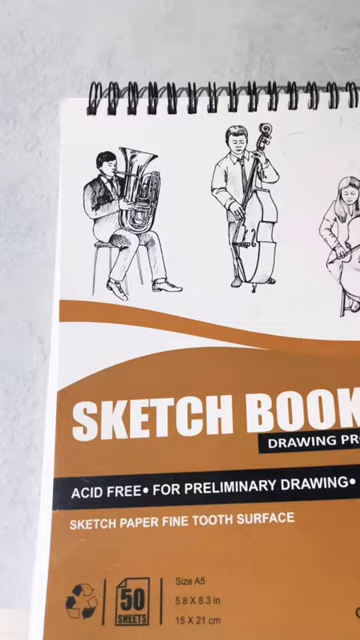 SKETCH BOOK
DRAWING PR
ACID FREE• FOR PRELIMINARY DRAWING•
SKETCH PAPER FINE TOOTH SURFACE
50
SHEETS
Size A5
5.8 X 8.3 in
15 X 21 cm